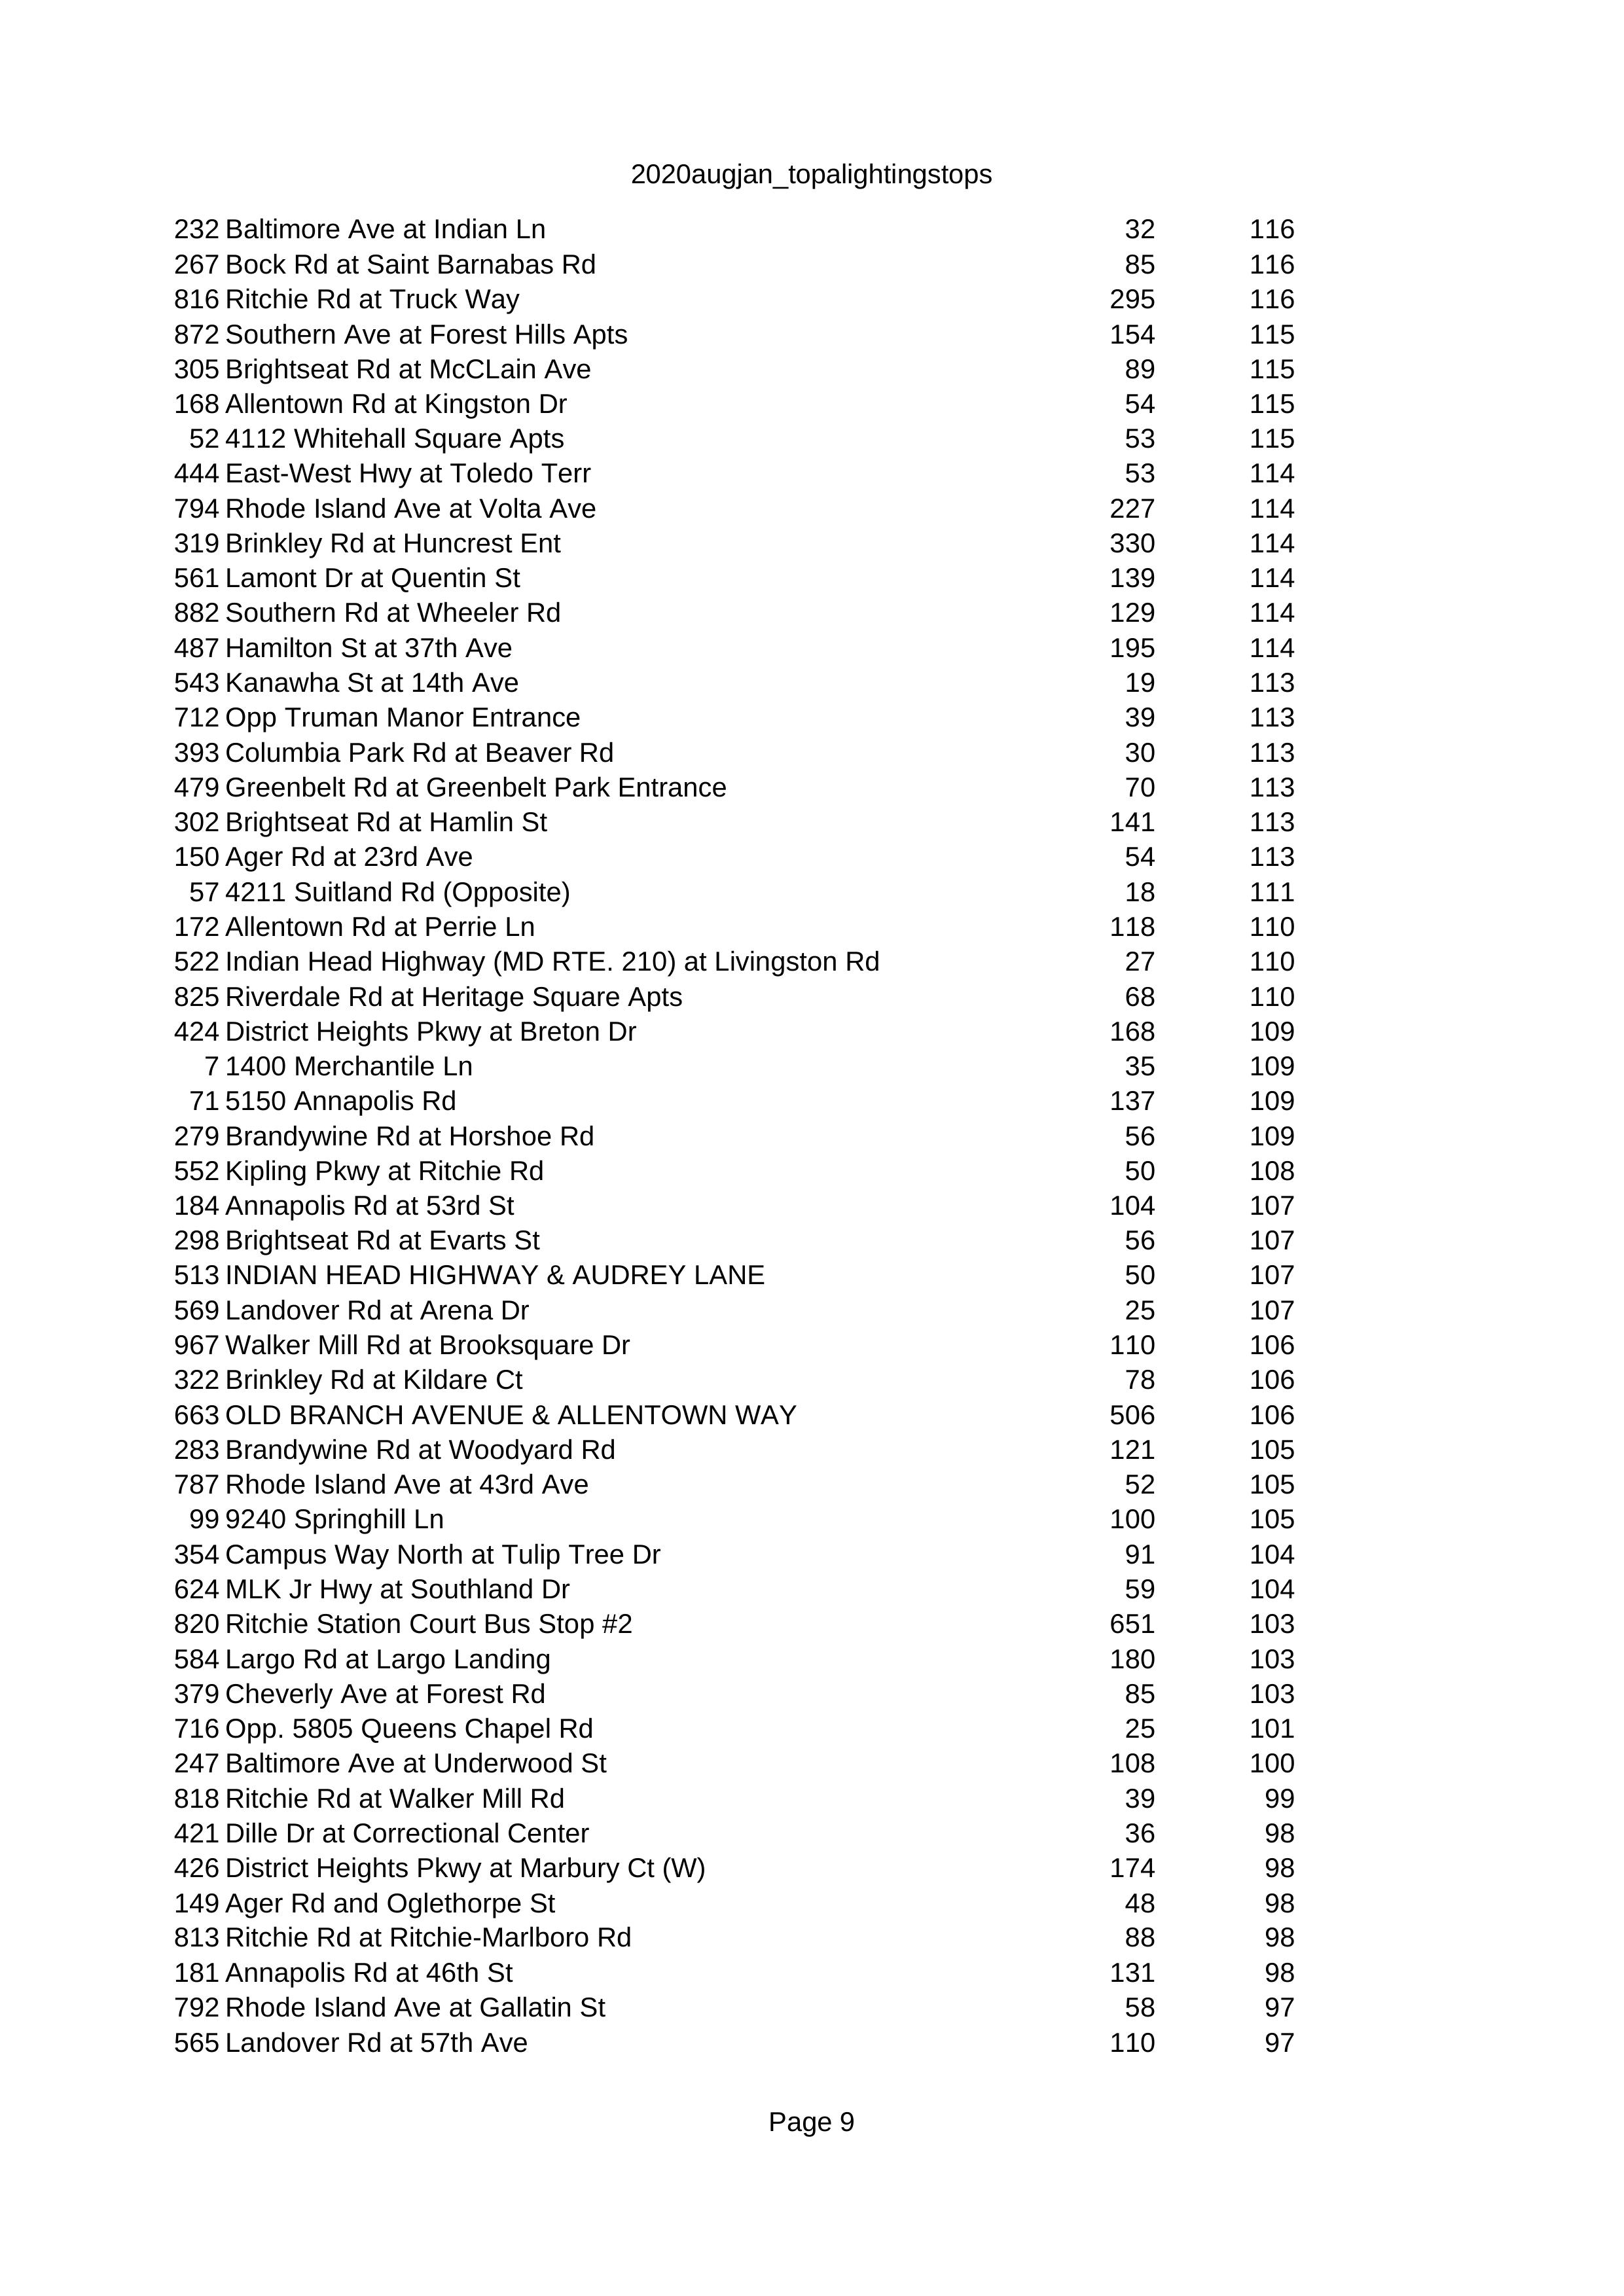 2020augjan_topalightingstops
232 Baltimore Ave at Indian Ln 32 116
267 Bock Rd at Saint Barnabas Rd 85 116
816 Ritchie Rd at Truck Way 295 116
872 Southern Ave at Forest Hills Apts 154 115
305 Brightseat Rd at McCLain Ave 89 115
168 Allentown Rd at Kingston Dr 54 115
52 4112 Whitehall Square Apts 53 115
444 East-West Hwy at Toledo Terr 53 114
794 Rhode Island Ave at Volta Ave 227 114
319 Brinkley Rd at Huncrest Ent 330 114
561 Lamont Dr at Quentin St 139 114
882 Southern Rd at Wheeler Rd 129 114
487 Hamilton St at 37th Ave 195 114
543 Kanawha St at 14th Ave 19 113
712 Opp Truman Manor Entrance 39 113
393 Columbia Park Rd at Beaver Rd 30 113
479 Greenbelt Rd at Greenbelt Park Entrance 70 113
302 Brightseat Rd at Hamlin St 141 113
150 Ager Rd at 23rd Ave 54 113
57 4211 Suitland Rd (Opposite) 18 111
172 Allentown Rd at Perrie Ln 118 110
522 Indian Head Highway (MD RTE. 210) at Livingston Rd 27 110
825 Riverdale Rd at Heritage Square Apts 68 110
424 District Heights Pkwy at Breton Dr 168 109
7 1400 Merchantile Ln 35 109
71 5150 Annapolis Rd 137 109
279 Brandywine Rd at Horshoe Rd 56 109
552 Kipling Pkwy at Ritchie Rd 50 108
184 Annapolis Rd at 53rd St 104 107
298 Brightseat Rd at Evarts St 56 107
513 INDIAN HEAD HIGHWAY & AUDREY LANE 50 107
569 Landover Rd at Arena Dr 25 107
967 Walker Mill Rd at Brooksquare Dr 110 106
322 Brinkley Rd at Kildare Ct 78 106
663 OLD BRANCH AVENUE & ALLENTOWN WAY 506 106
283 Brandywine Rd at Woodyard Rd 121 105
787 Rhode Island Ave at 43rd Ave 52 105
99 9240 Springhill Ln 100 105
354 Campus Way North at Tulip Tree Dr 91 104
624 MLK Jr Hwy at Southland Dr 59 104
820 Ritchie Station Court Bus Stop #2 651 103
584 Largo Rd at Largo Landing 180 103
379 Cheverly Ave at Forest Rd 85 103
716 Opp. 5805 Queens Chapel Rd 25 101
247 Baltimore Ave at Underwood St 108 100
818 Ritchie Rd at Walker Mill Rd 39 99
421 Dille Dr at Correctional Center 36 98
426 District Heights Pkwy at Marbury Ct (W) 174 98
149 Ager Rd and Oglethorpe St 48 98
813 Ritchie Rd at Ritchie-Marlboro Rd 88 98
181 Annapolis Rd at 46th St 131 98
792 Rhode Island Ave at Gallatin St 58 97
565 Landover Rd at 57th Ave 110 97
Page 9